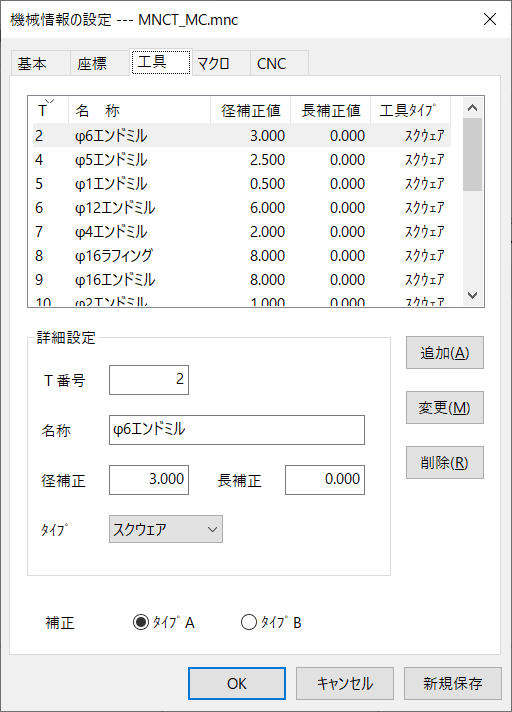 機械情報の設定 --- MNCT_MC.mnc
基本 座標 工具 マクロ CNC
T 名　称 径補正値 長補正値 工具ﾀｲﾌﾟ
2 φ6エンドミル 3.000 0.000 ｽｸｳｪｱ
4 φ5エンドミル 2.500 0.000 ｽｸｳｪｱ
5 φ1エンドミル 0.500 0.000 ｽｸｳｪｱ
6 φ12エンドミル 6.000 0.000 ｽｸｳｪｱ
7 φ4エンドミル 2.000 0.000 ｽｸｳｪｱ
8 φ16ラフィング 8.000 0.000 ｽｸｳｪｱ
9 φ16エンドミル 8.000 0.000 ｽｸｳｪｱ
10 φ2エンドミル 1.000 0.000 ｽｸｳｪｱ
詳細設定
Ｔ番号 2
名称 φ6エンドミル
径補正 3.000 長補正 0.000
ﾀｲﾌﾟ スクウェア
追加(A)
変更(M)
削除(R)
補正 ﾀｲﾌﾟA ﾀｲﾌﾟB
OK キャンセル 新規保存